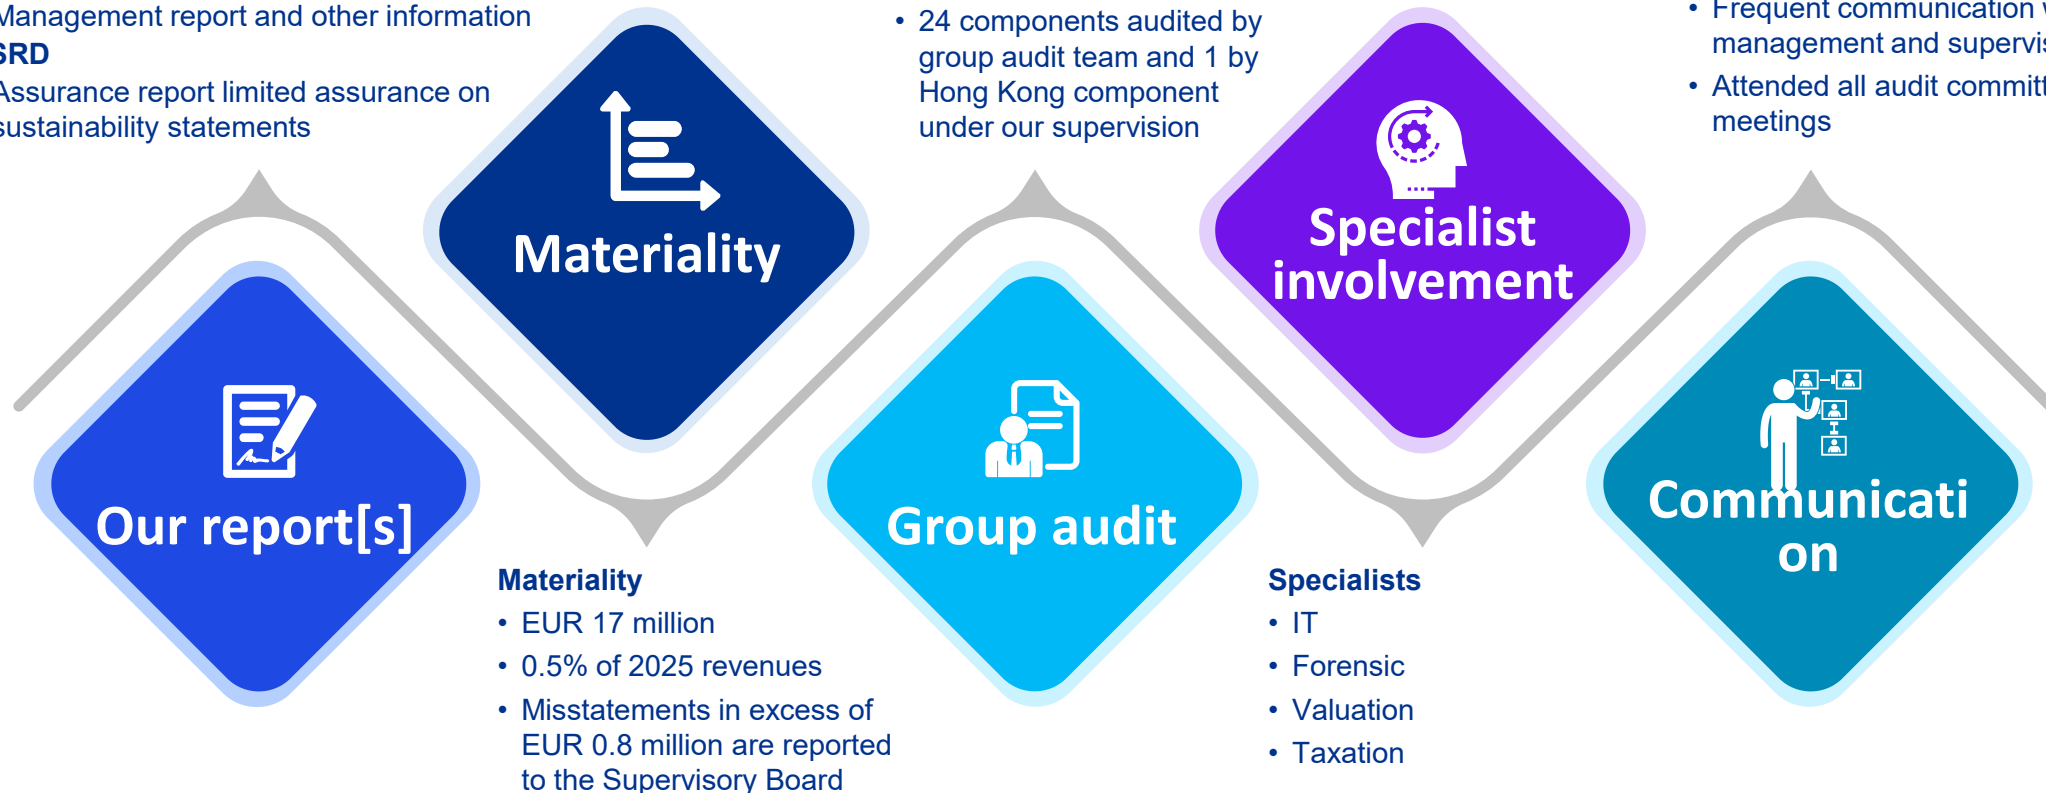 Management report and other information
SRD
Assurance report limited assurance on
sustainability statements
• 24 components audited by
group audit team and 1 by
Hong Kong component
under our supervision
• Frequent communication
management and
• Attended all audit
meetings
Materiality
Specialist
involvement
Our report[s]
Group audit
Communicati
on
Materiality
• EUR 17 million
• 0.5% of 2025 revenues
• Misstatements in excess of
EUR 0.8 million are reported
to the Supervisory Board
Specialists
• IT
• Forensic
• Valuation
• Taxation